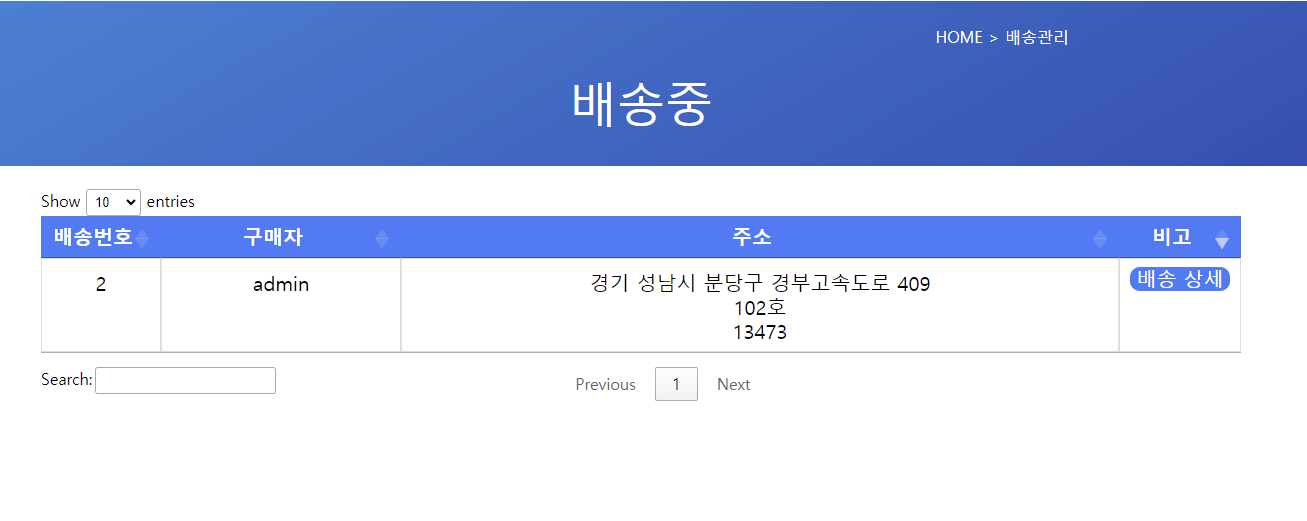 HOME > 배송관리
배송중
Show 10 entries
배송번호 구매자 주소 비고
2 admin 경기 성남시 분당구 경부고속도로 409 배송 상세
102호
13473
Search: Previous 1 Next